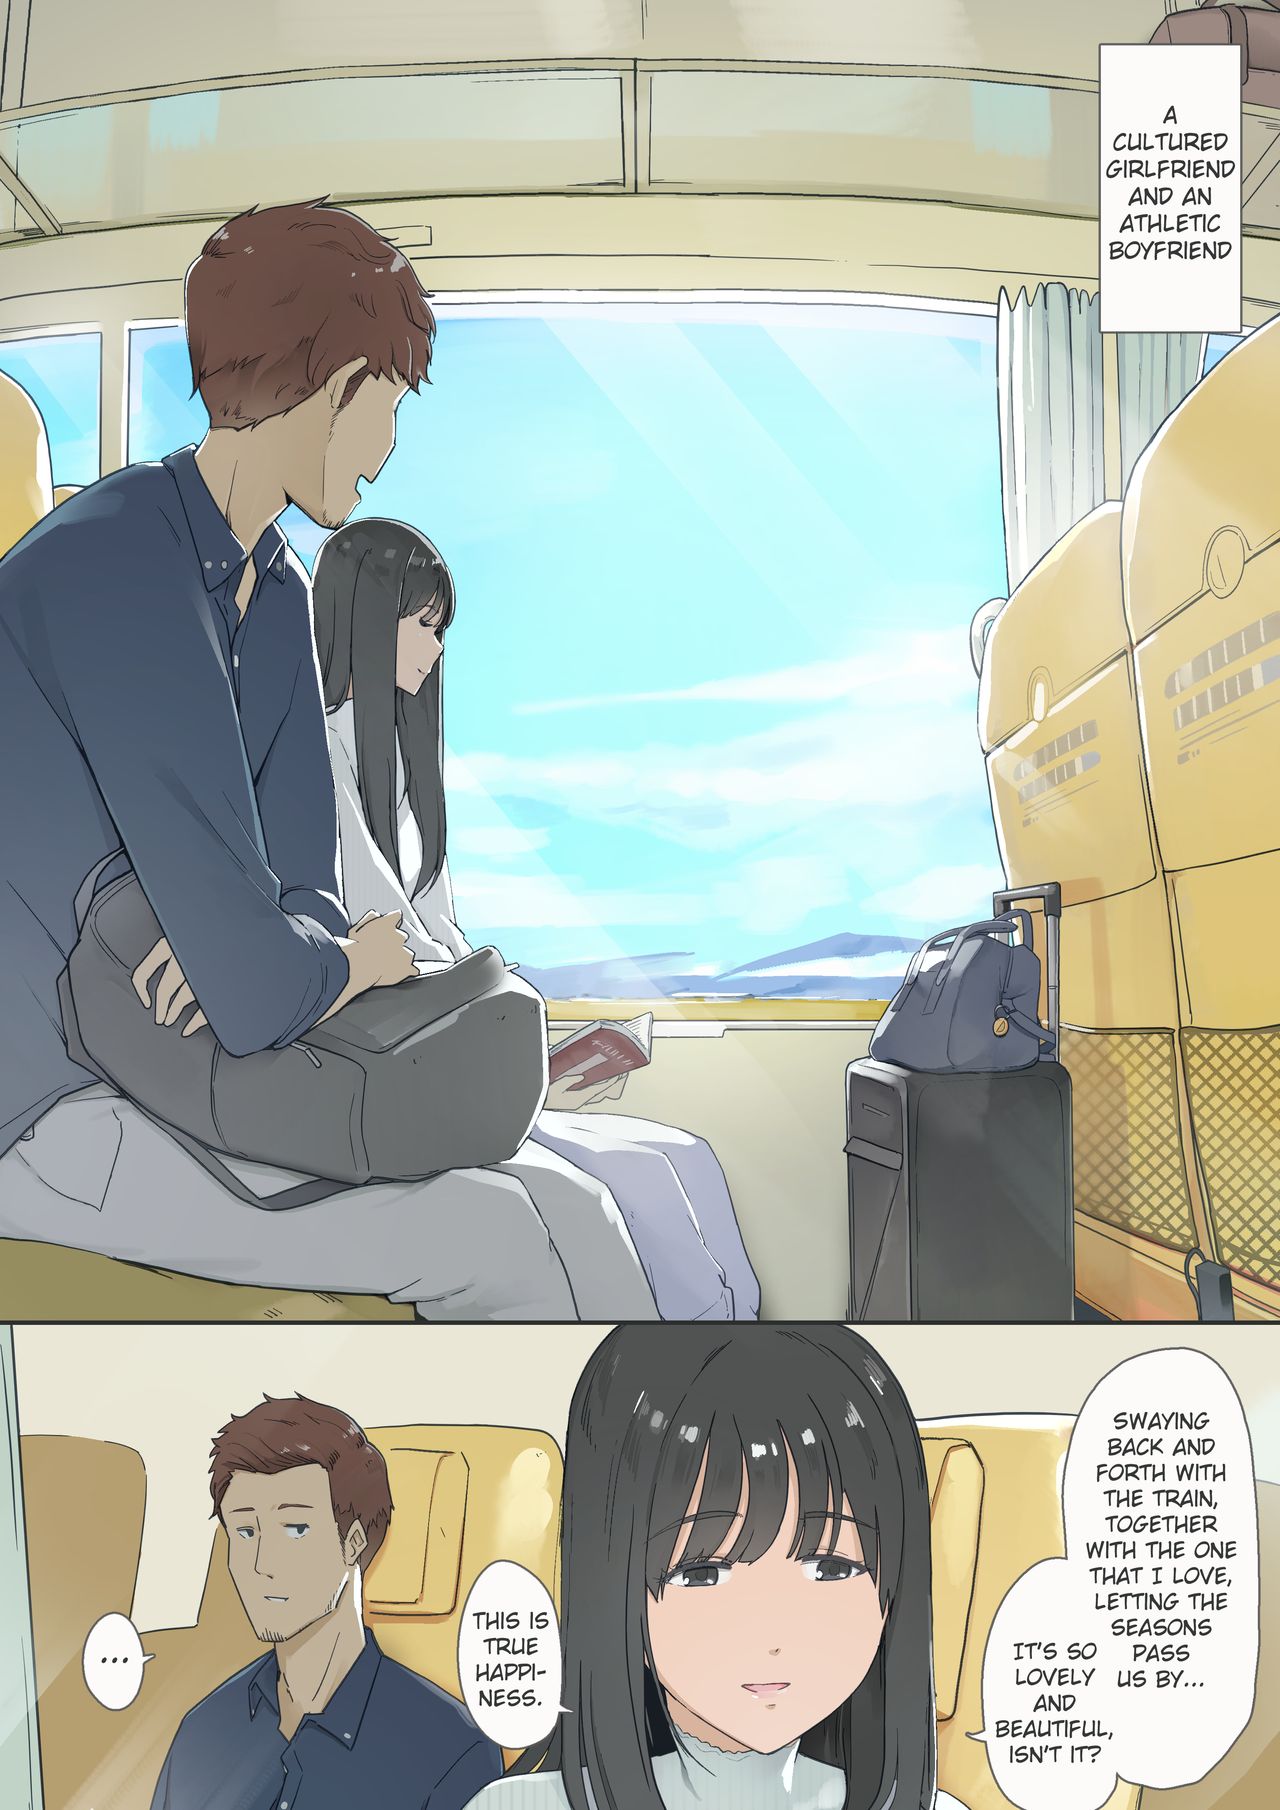 A
CULTURED
GIRLFRIEND
AND AN
ATHLETIC
BOYFRIEND
SWAYING
BACK AND
FORTH WITH
THE TRAIN,
TOGETHER
WITH THE ONE
THAT I LOVE,
LETTING THE
SEASONS
PASS
US BY...
IT'S SO
LOVELY
AND
BEAUTIFUL,
ISN'T IT?
THIS IS
TRUE
HAPPI-
NESS.
...